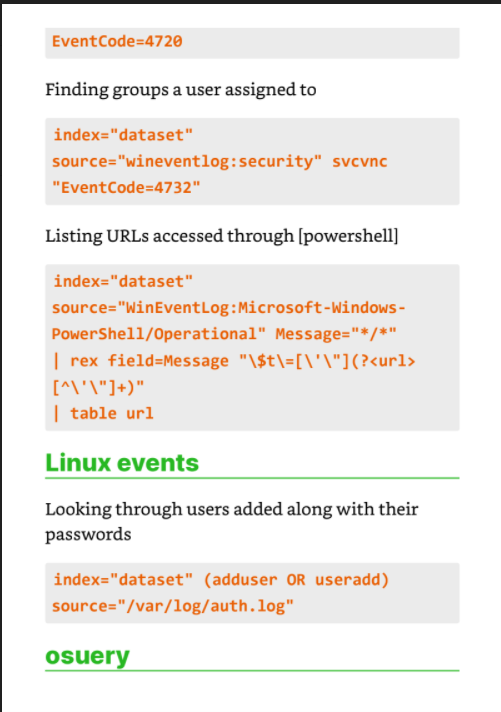 EventCode=4720
Finding groups a user assigned to
index="dataset"
source="wineventlog:security" svcvnc
"EventCode=4732"
Listing URLs accessed through [powershell]
index="dataset"
source="WinEventLog:Microsoft-Windows-
PowerShell/Operational" Message="*/*"
| rex field=Message "\$t\=[\'\"](?<url>
[^\'\"]+)"
| table url
Linux events
Looking through users added along with their
passwords
index="dataset" (adduser OR useradd)
source="/var/log/auth.log"
osuery